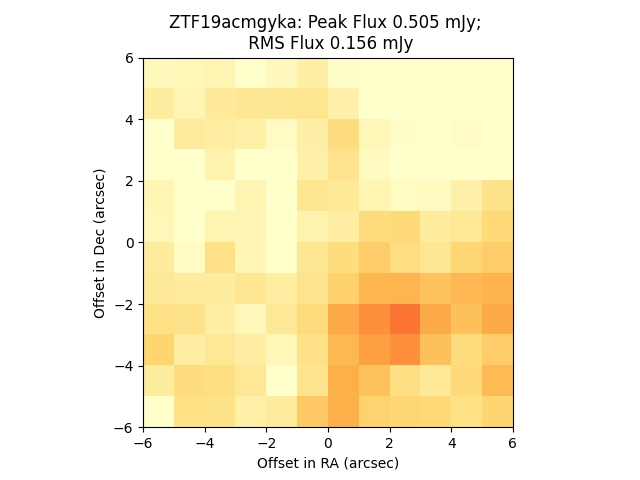 ZTF19acmgyka: Peak Flux 0.505 mJy;
RMS Flux 0.156 mJy
6
4
2
0
−2
−4
−6
Offset in Dec (arcsec)
−6 −4 −2 0 2 4 6
Offset in RA (arcsec)